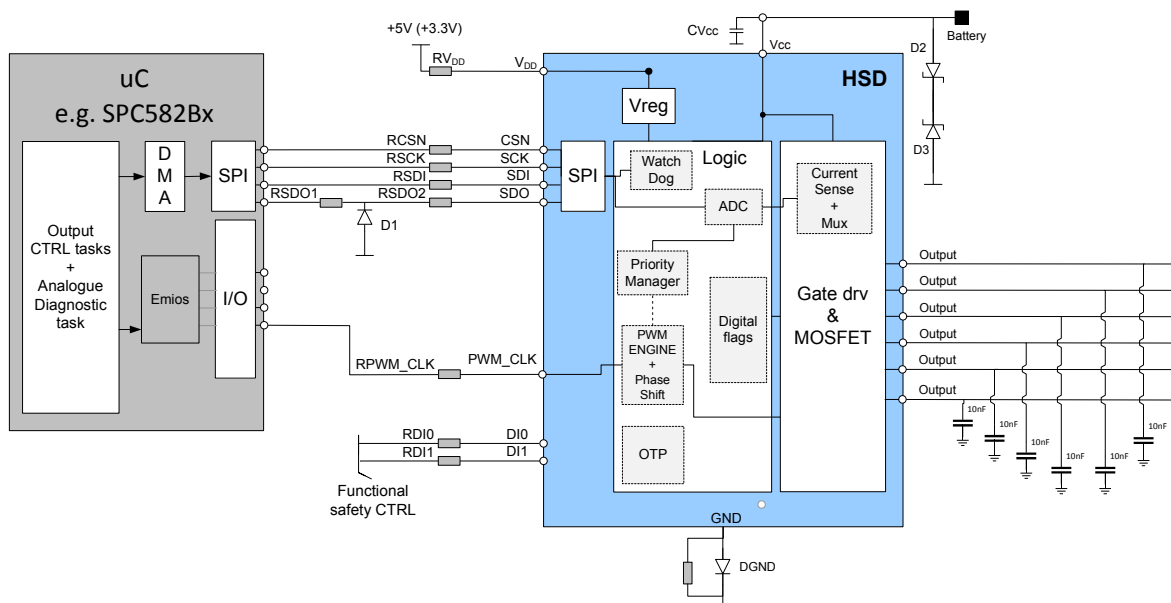 +5V (+3.3V)
RVDD
VDD
CVcc
Vcc
Battery
D2
D3
uC
e.g. SPC582Bx
HSD
Vreg
D
M
A
SPI
RCSN
CSN
RSCK
SCK
RSDI
SDI
RSDO1
RSDO2
SDO
D1
SPI
Logic
Watch
Dog
ADC
Current
Sense
+
Mux
Output
CTRL tasks
+
Analogue
Diagnostic
task
Emios
I/O
Priority
Manager
Digital
flags
PWM
ENGINE
+
Phase
Shift
OTP
Gate drv
&
MOSFET
RPWM_CLK
PWM_CLK
RDI0
DI0
RDI1
DI1
Functional
safety CTRL
Output
Output
Output
Output
Output
Output
10nF
10nF
10nF
10nF
10nF
10nF
GND
DGND